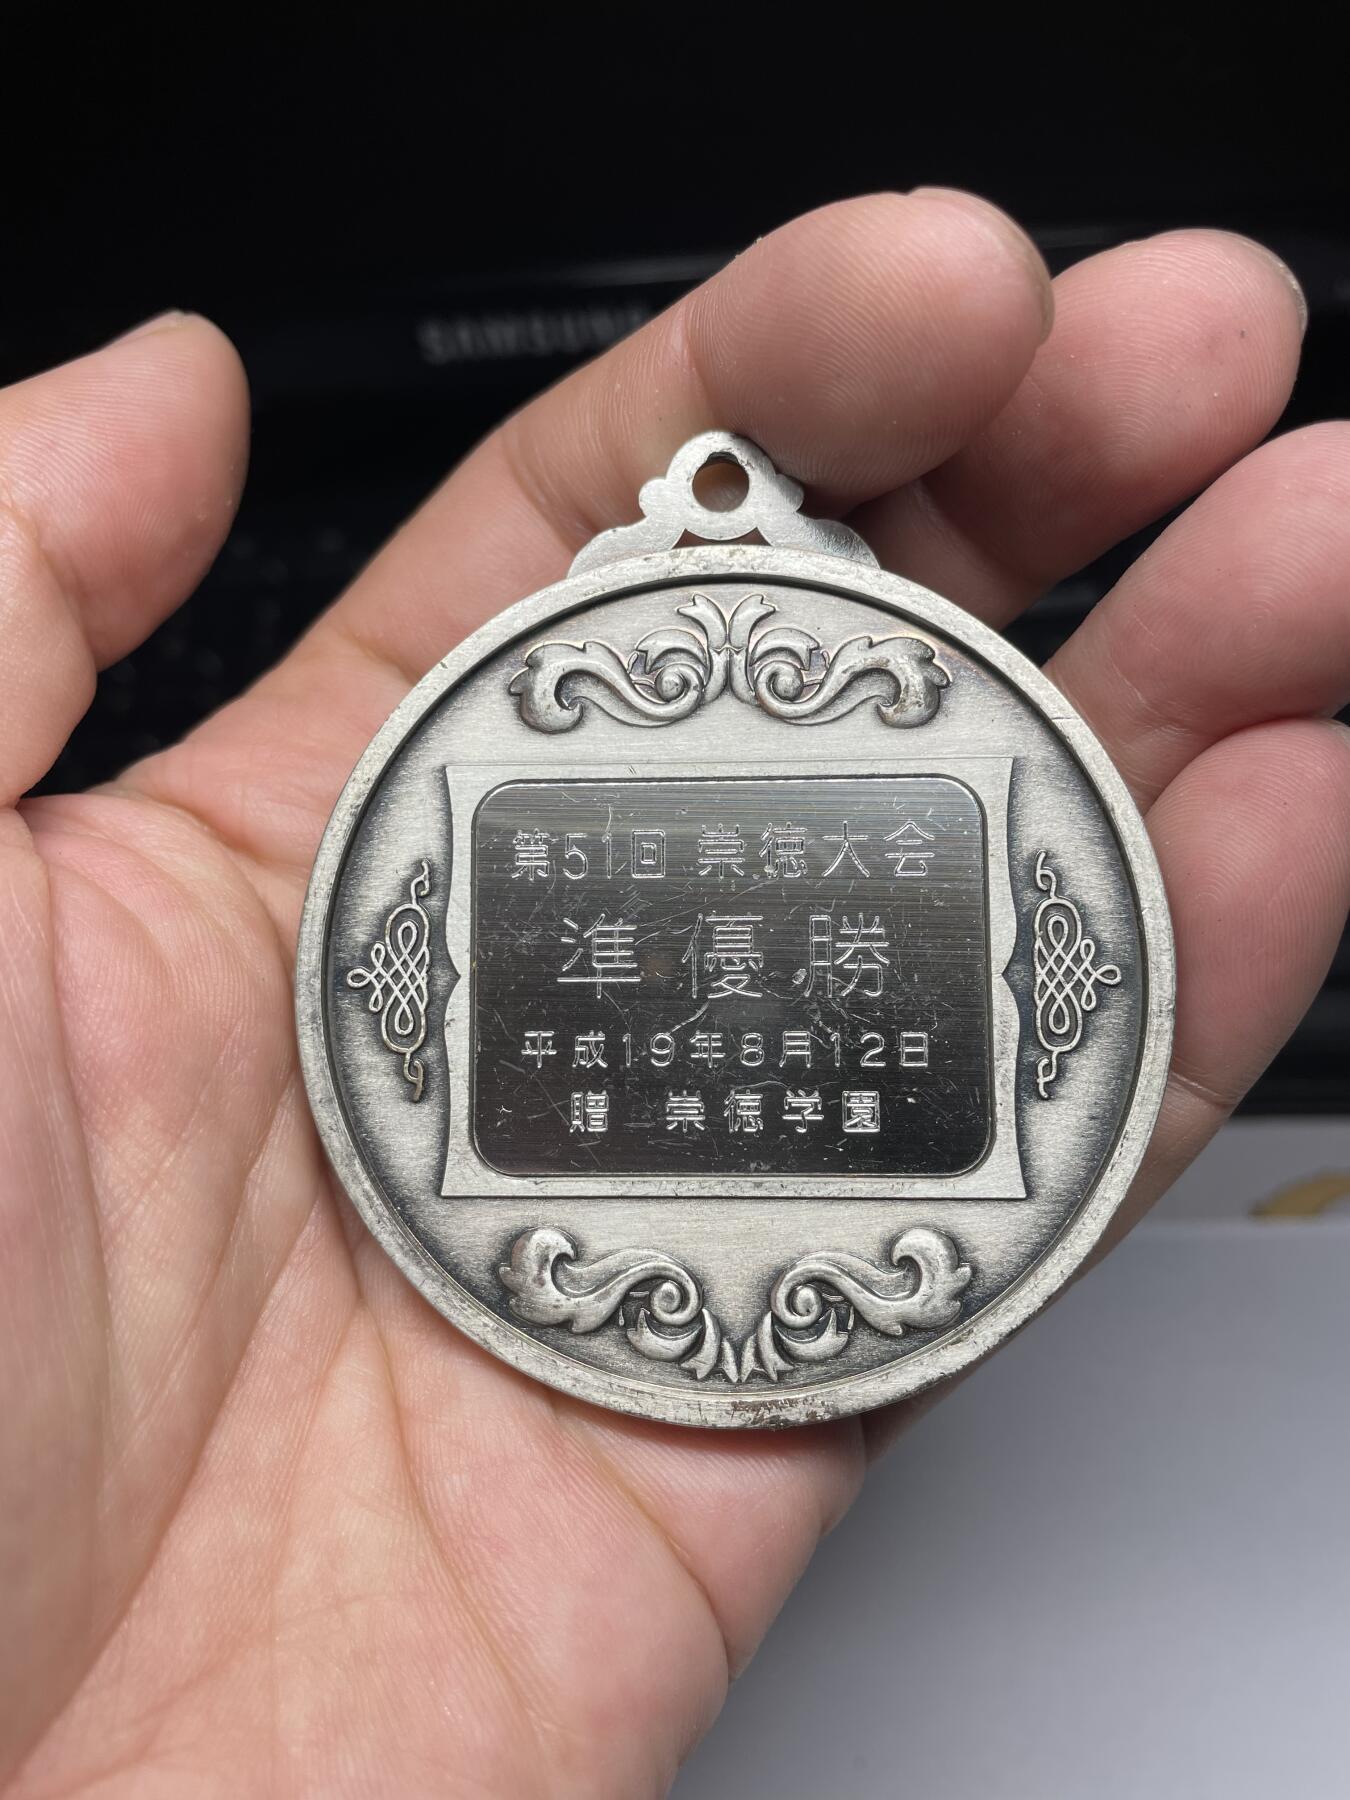 SAMSUNG
第51回 崇徳大会
準優勝
平成19年8月12日
贈 崇徳学園